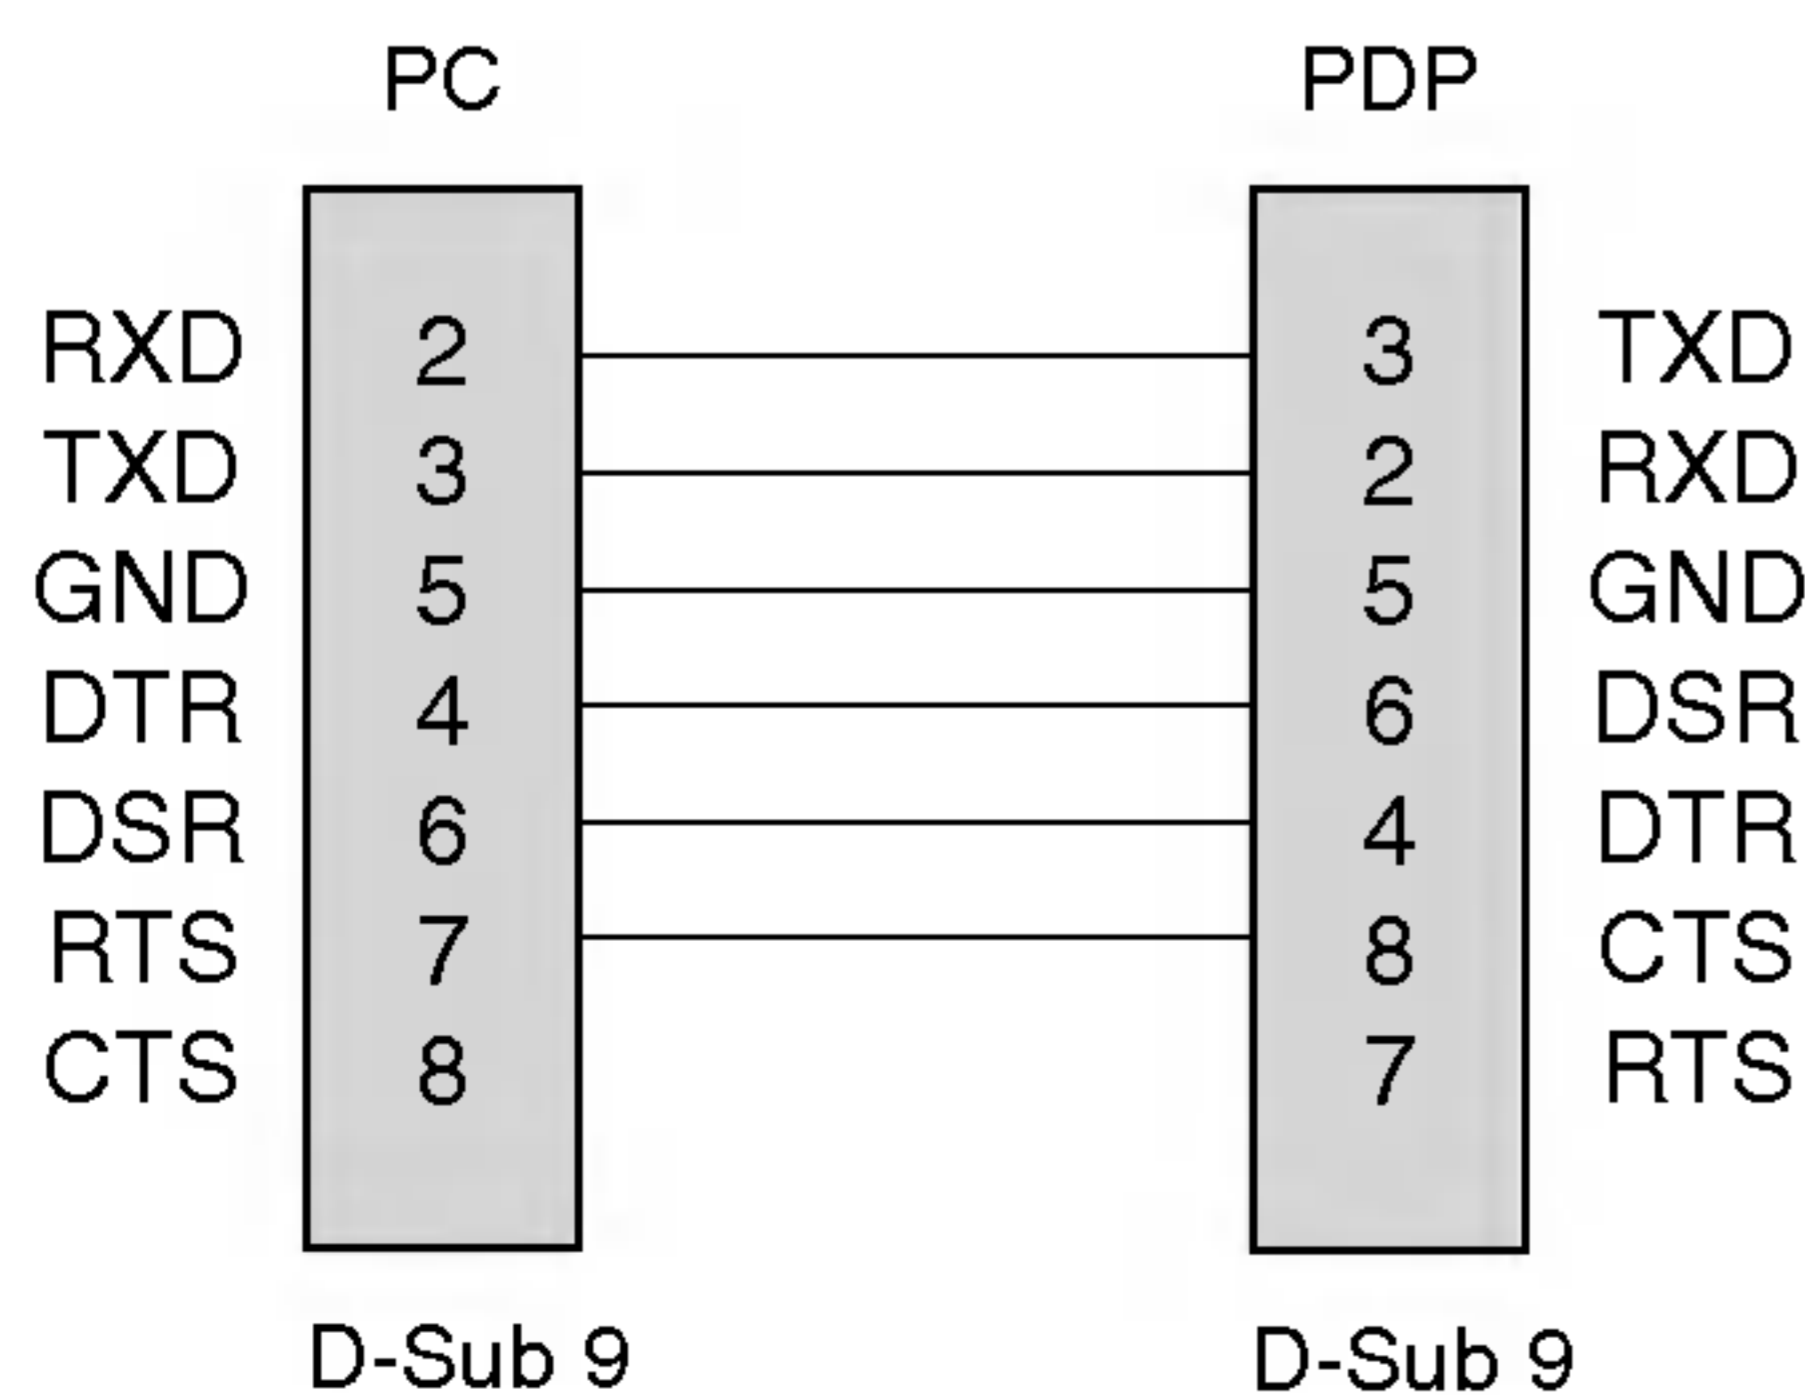 PC PDP
RXD 2 3 TXD
TXD 3 2 RXD
GND 5 5 GND
DTR 4 6 DSR
DSR 6 4 DTR
RTS 7 8 CTS
CTS 8 7 RTS
D-Sub 9 D-Sub 9